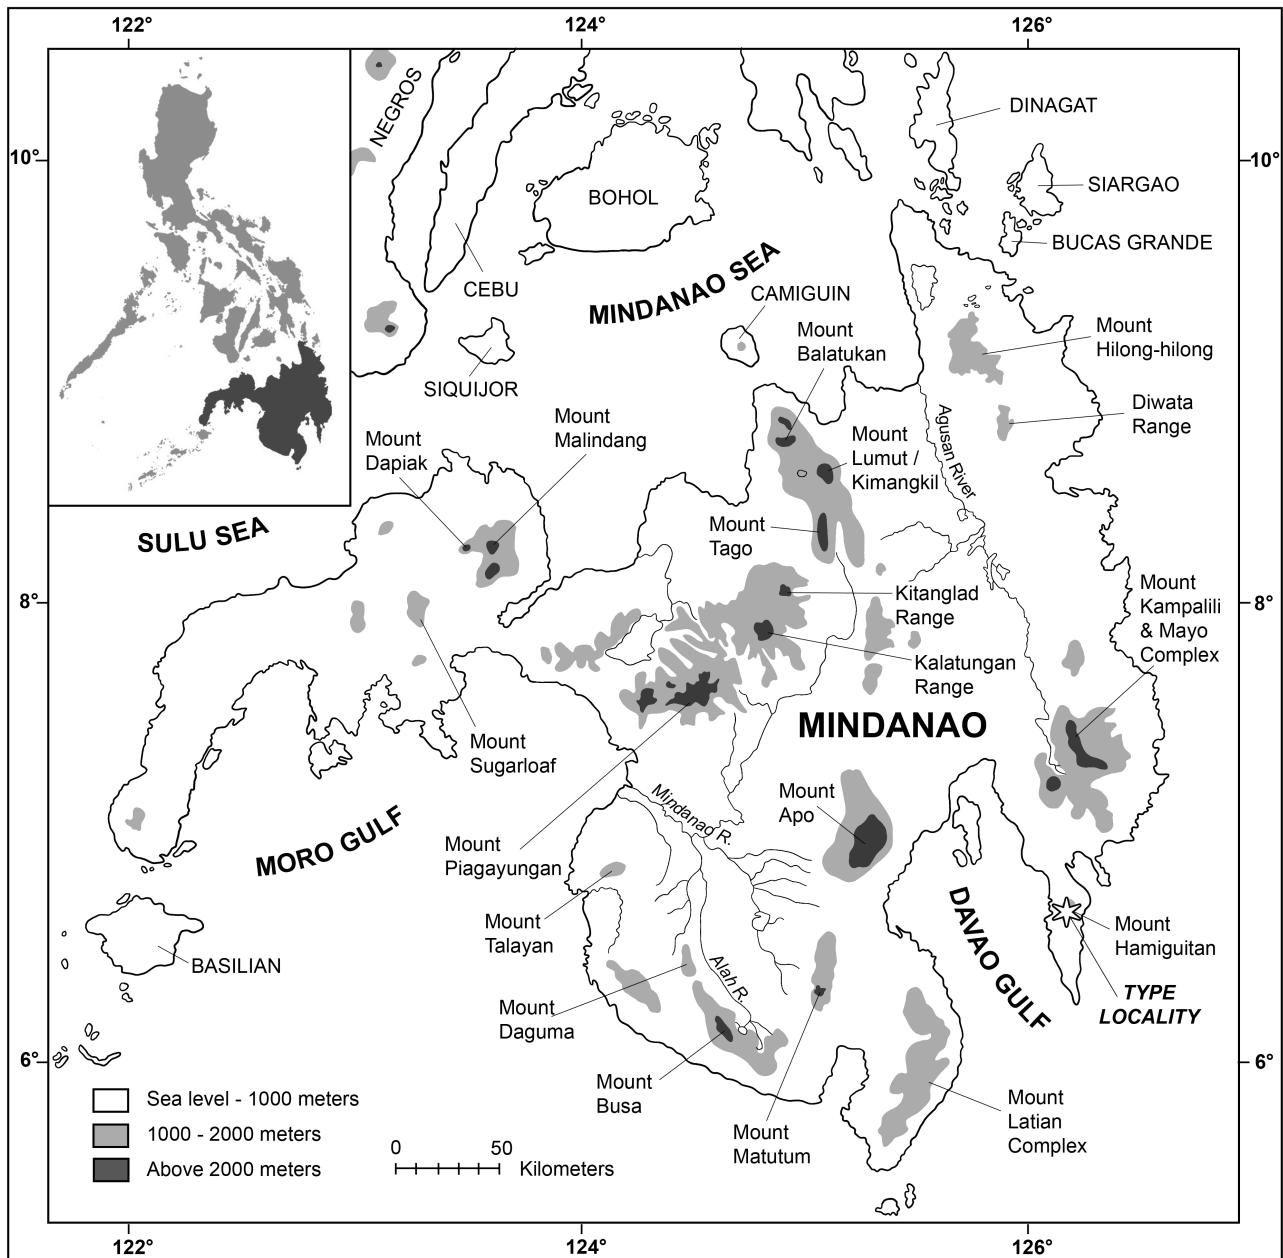 122°
124°
126°
10°
10°
NEGROS
DINAGAT
SIARGAO
BOHOL
BUCAS GRANDE
MINDANAO SEA
CEBU
CAMIGUIN
Mount
Balatukan
Mount
Hilong-hilong
SIQUIJOR
Mount
Malindang
Diwata
Range
Mount
Dapiak
Mount
Lumut /
Kimangkil
Agusan River
SULU SEA
Mount
Tago
8°
8°
Kitanglad
Range
Mount
Kampalili
& Mayo
Complex
Kalatungan
Range
MINDANAO
Mount
Sugarloaf
Mount
Apo
Mindanao R.
MORO GULF
Mount
Piagayungan
Mount
Talayan
DAVAO GULF
Mount
Hamiguitan
BASILIAN
Alah R.
TYPE
LOCALITY
Mount
Daguma
6°
6°
Mount
Busa
Mount
Latian
Complex
Mount
Matutum
Sea level - 1000 meters
1000 - 2000 meters
Above 2000 meters
0
50
Kilometers
122°
124°
126°